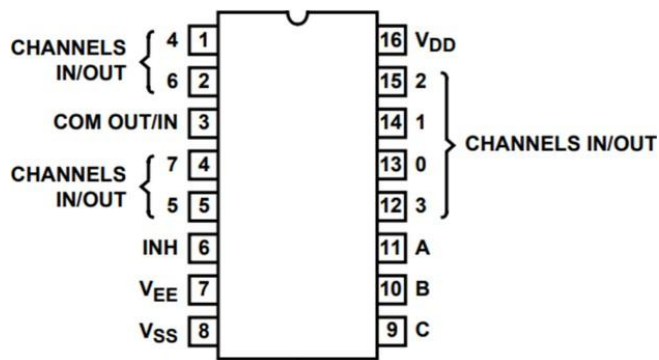 CHANNELS
IN/OUT
4 1
6 2
COM OUT/IN 3
CHANNELS
IN/OUT
7 4
5 5
INH 6
VEE 7
VSS 8
16 VDD
15 2
14 1
13 0
12 3
CHANNELS IN/OUT
11 A
10 B
9 C